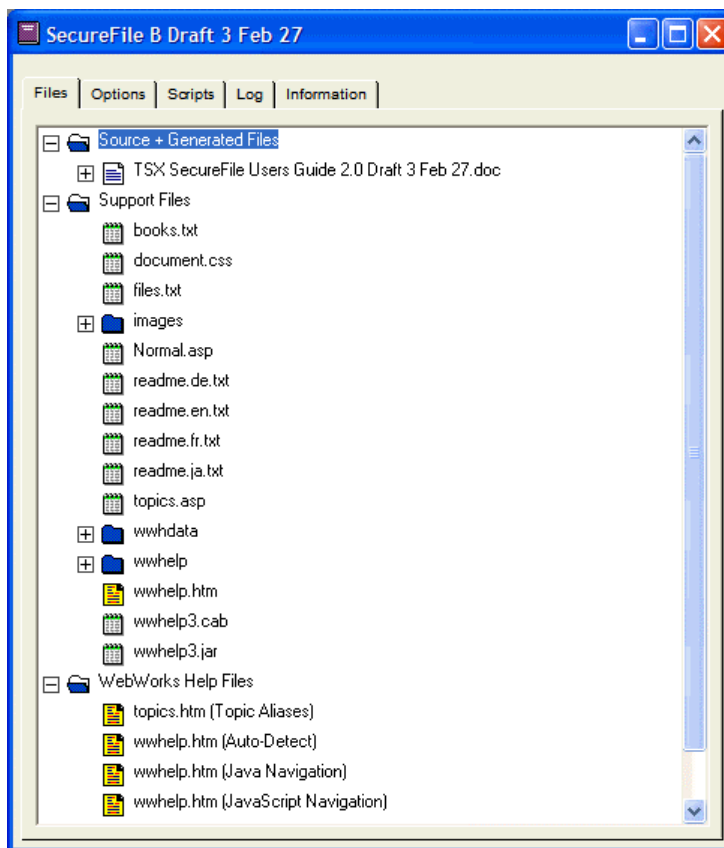 SecureFile B Draft 3 Feb 27
Files Options Scripts Log Information
Source + Generated Files
TSX SecureFile Users Guide 2.0 Draft 3 Feb 27.doc
Support Files
books.txt
document.css
files.txt
images
Normal.asp
readme.de.txt
readme.en.txt
readme.fr.txt
readme.ja.txt
topics.asp
wwhdata
wwhelp
wwhelp.htm
wwhelp3.cab
wwhelp3.jar
WebWorks Help Files
topics.htm (Topic Aliases)
wwhelp.htm (Auto-Detect)
wwhelp.htm (Java Navigation)
wwhelp.htm (JavaScript Navigation)